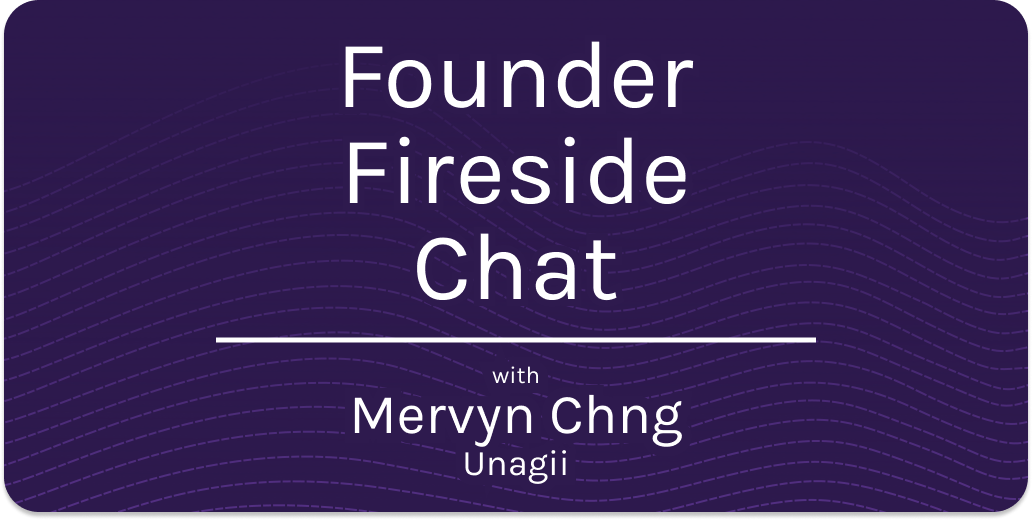 Founder
Fireside
Chat
with
Mervyn Chng
Unagii